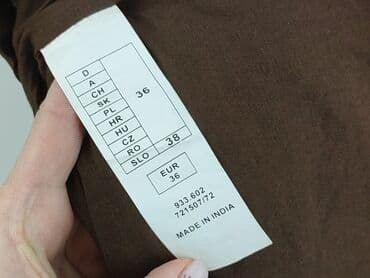 D
A
CH
SK
PL
HR
HU
CZ
RO
36
SLO 38
EUR
36
933.602
721507/72
MADE IN INDIA